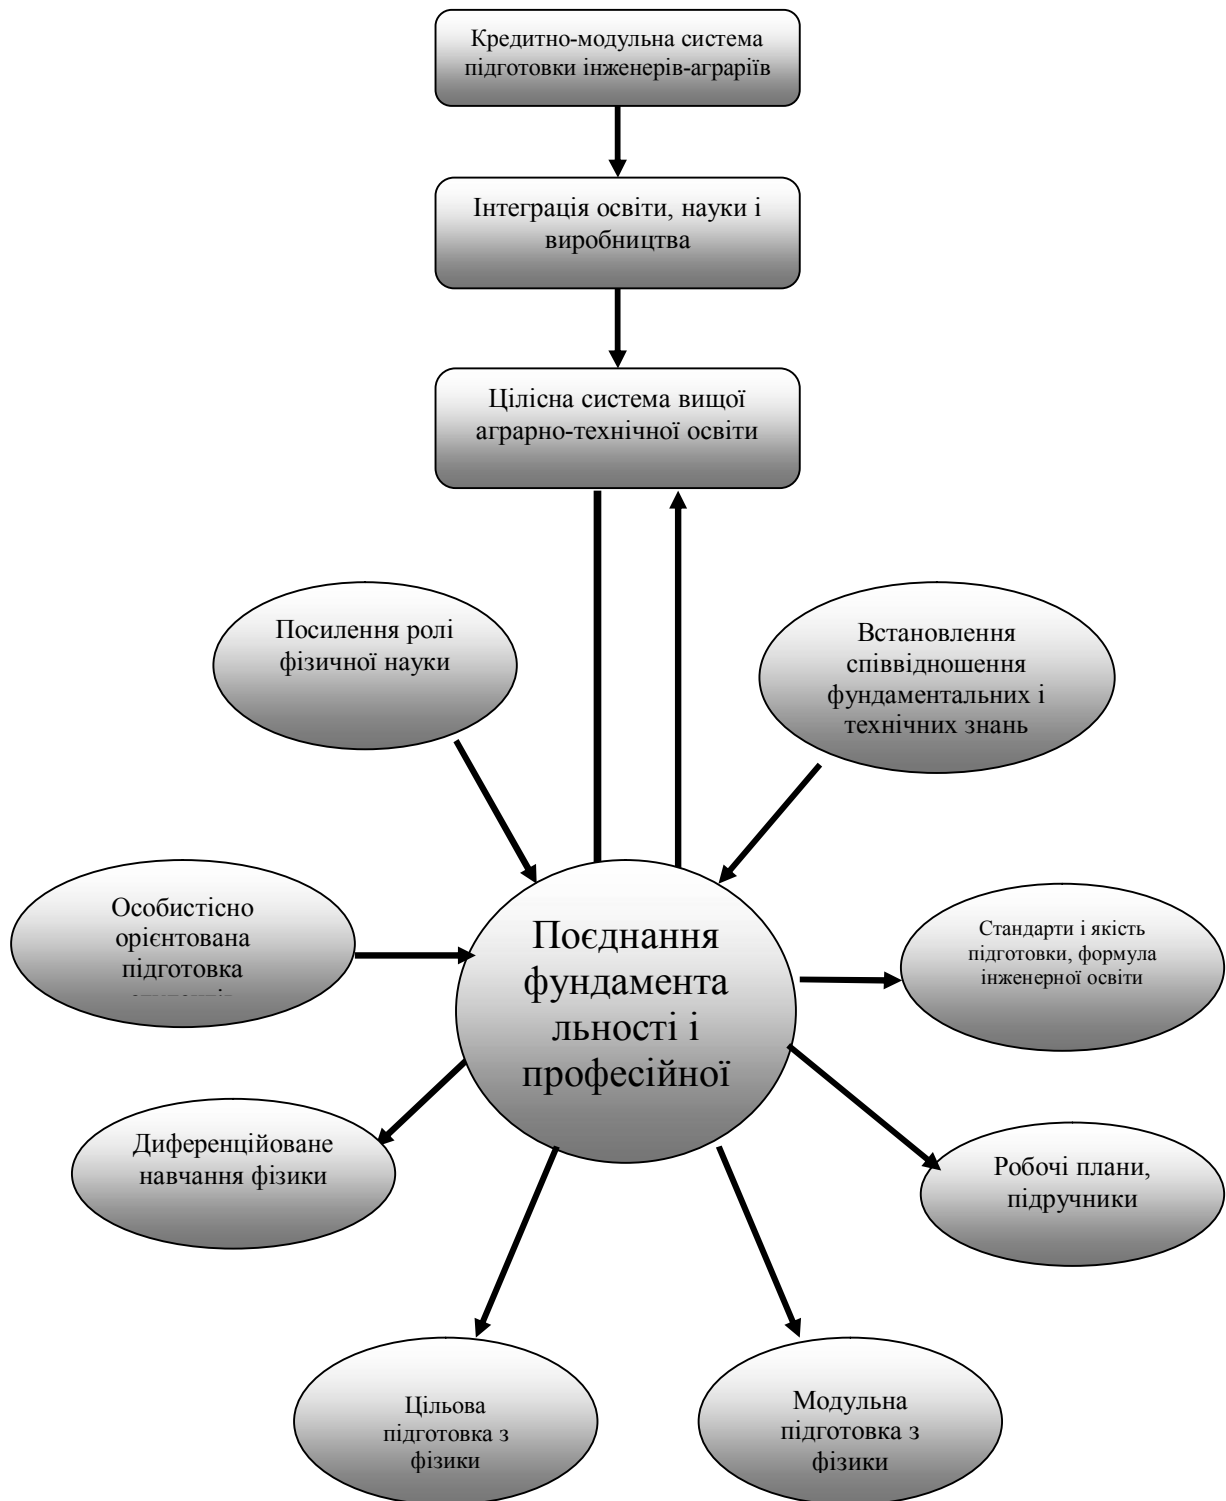 Кредитно-модульна система
підготовки інженерів-аграріїв
Інтеграція освіти, науки і
виробництва
Цілісна система вищої
аграрно-технічної освіти
Посилення ролі
фізичної науки
Встановлення
співвідношення
фундаментальних і
технічних знань
Особистісно
орієнтована
підготовка
Поєднання
фундамента
льності і
професійної
Стандарти і якість
підготовки, формула
інженерної освіти
Диференційоване
навчання фізики
Робочі плани,
підручники
Цільова
підготовка з
фізики
Модульна
підготовка з
фізики